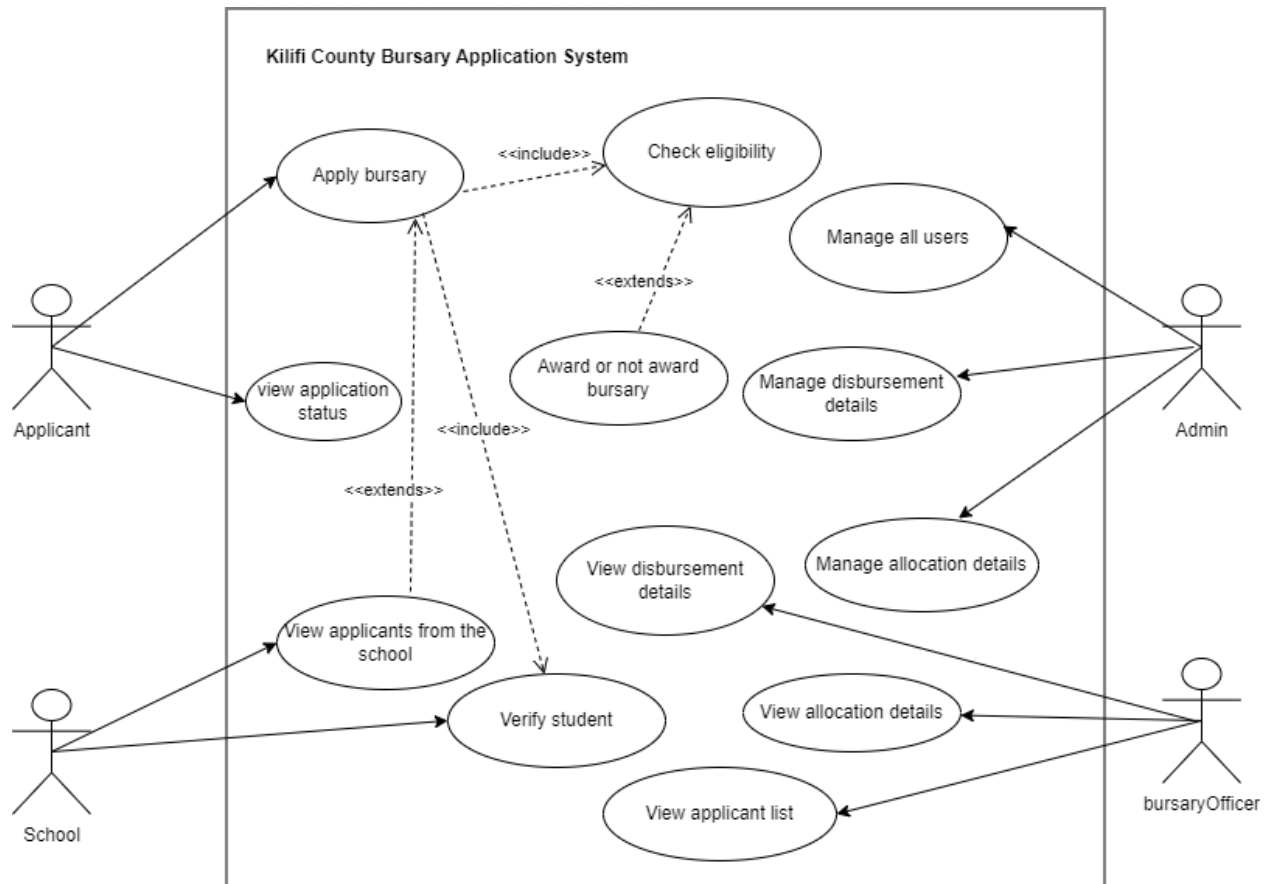 Kilifi County Bursary Application System
Apply bursary
<<include>>
Check eligibility
Manage all users
<<extends>>
Award or not award
bursary
Manage disbursement
details
view application
status
Applicant
Admin
<<include>>
<<extends>>
View disbursement
details
Manage allocation details
View applicants from the
school
Verify student
View allocation details
View applicant list
School
bursaryOfficer